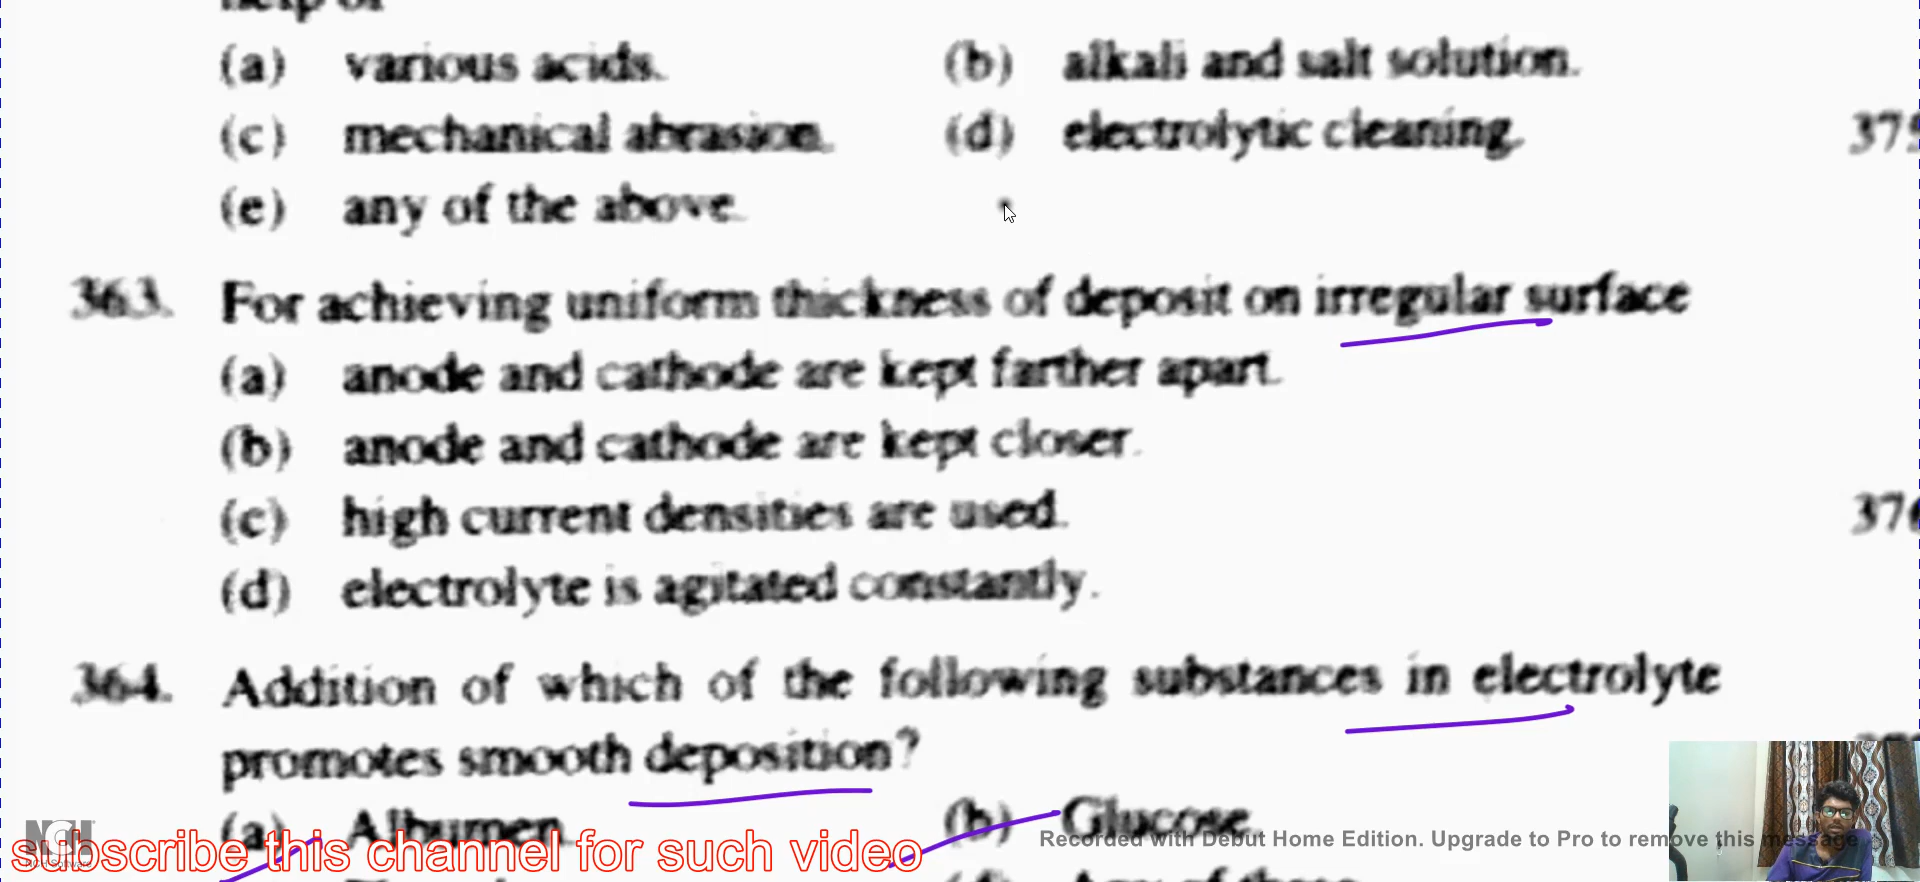 help of
(a) various acids. (b) alkali and salt solution.
(c) mechanical abrasion. (d) electrolytic cleaning. 375
(e) any of the above.
363. For achieving uniform thickness of deposit on irregular surface
(a) anode and cathode are kept farther apart.
(b) anode and cathode are kept closer.
(c) high current densities are used. 376
(d) electrolyte is agitated constantly.
364. Addition of which of the following substances in electrolyte
promotes smooth deposition?
(a) Albumen (b) Glucose
NCH
subscribe this channel for such video
Recorded with Debut Home Edition. Upgrade to Pro to remove this message